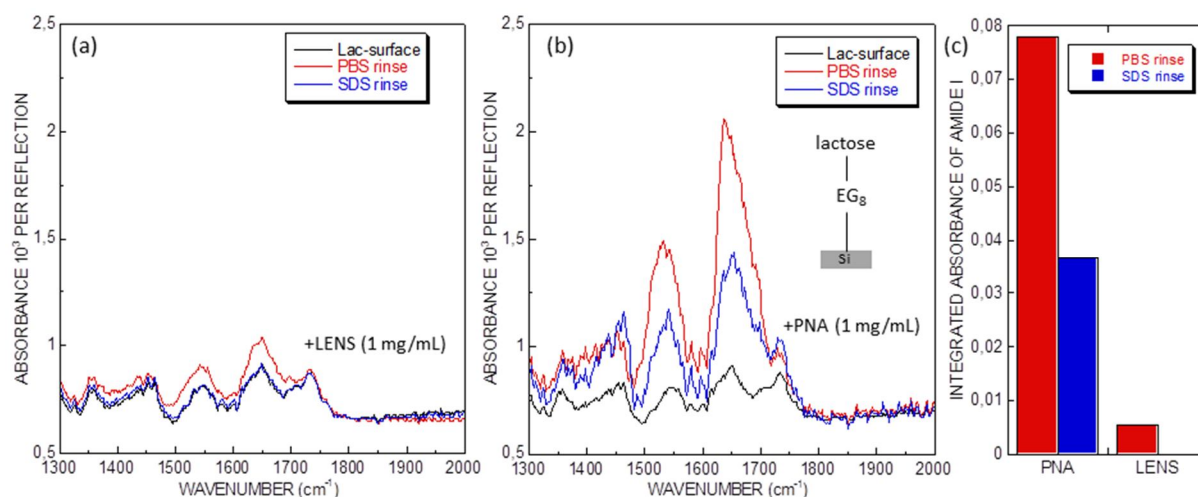 (a)
Lac-surface
PBS rinse
SDS rinse
+LENS (1 mg/mL)
2,5
2
1,5
1
0,5
ABSORBANCE 10³ PER REFLECTION
1300 1400 1500 1600 1700 1800 1900 2000
WAVENUMBER (cm⁻¹)
(b)
Lac-surface
PBS rinse
SDS rinse
lactose
EG₈
Si
+PNA (1 mg/mL)
2,5
2
1,5
1
0,5
ABSORBANCE 10³ PER REFLECTION
1300 1400 1500 1600 1700 1800 1900 2000
WAVENUMBER (cm⁻¹)
(c)
PBS rinse
SDS rinse
0,08
0,07
0,06
0,05
0,04
0,03
0,02
0,01
0
INTEGRATED ABSORBANCE OF AMIDE I
PNA LENS